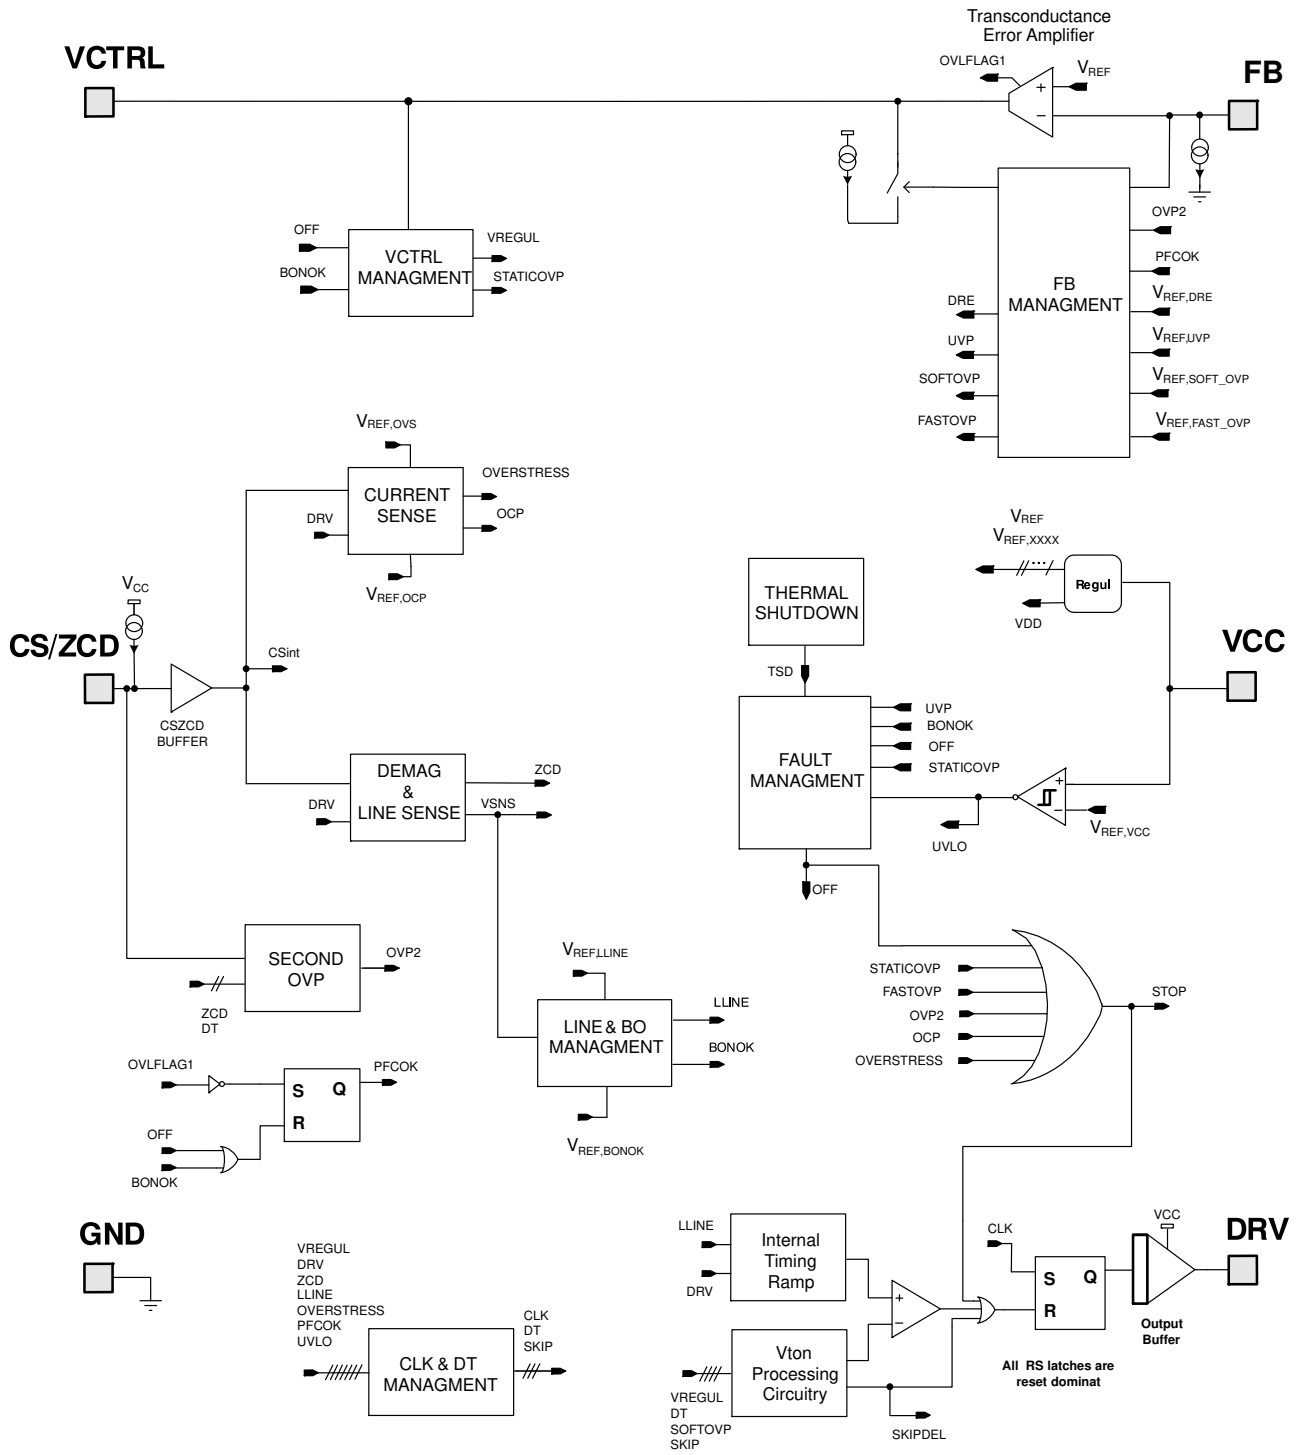 Transconductance
Error Amplifier
VCTRL
OVLFLAG1
VREF
FB
+
−
OFF
BONOK
VCTRL
MANAGMENT
VREGUL
STATICOVP
OVP2
PFCOK
FB
MANAGMENT
VREF,DRE
DRE
VREF,UVP
UVP
VREF,SOFT_OVP
SOFTOVP
VREF,FAST_OVP
FASTOVP
VREF,OVS
OVERSTRESS
CURRENT
SENSE
DRV
OCP
VREF,OCP
VREF
VREF,XXXX
...
Regul
VDD
THERMAL
SHUTDOWN
TSD
VCC
CS/ZCD
CSint
CSZCD
BUFFER
VCC
UVP
BONOK
OFF
STATICOVP
FAULT
MANAGMENT
+
−
VREF,VCC
UVLO
OFF
DEMAG
&
LINE SENSE
ZCD
DRV
VSNS
SECOND
OVP
OVP2
ZCD
DT
VREF,LLINE
LINE & BO
MANAGMENT
LLINE
BONOK
VREF,BONOK
STATICOVP
FASTOVP
OVP2
OCP
OVERSTRESS
STOP
OVLFLAG1
S
Q
R
PFCOK
OFF
BONOK
GND
VREGUL
DRV
ZCD
LLINE
OVERSTRESS
PFCOK
UVLO
CLK & DT
MANAGMENT
CLK
DT
SKIP
LLINE
DRV
Internal
Timing
Ramp
+
−
Vton
Processing
Circuitry
VREGUL
DT
SOFTOVP
SKIP
SKIPDEL
CLK
S
Q
R
VCC
DRV
Output
Buffer
All RS latches are
reset dominat